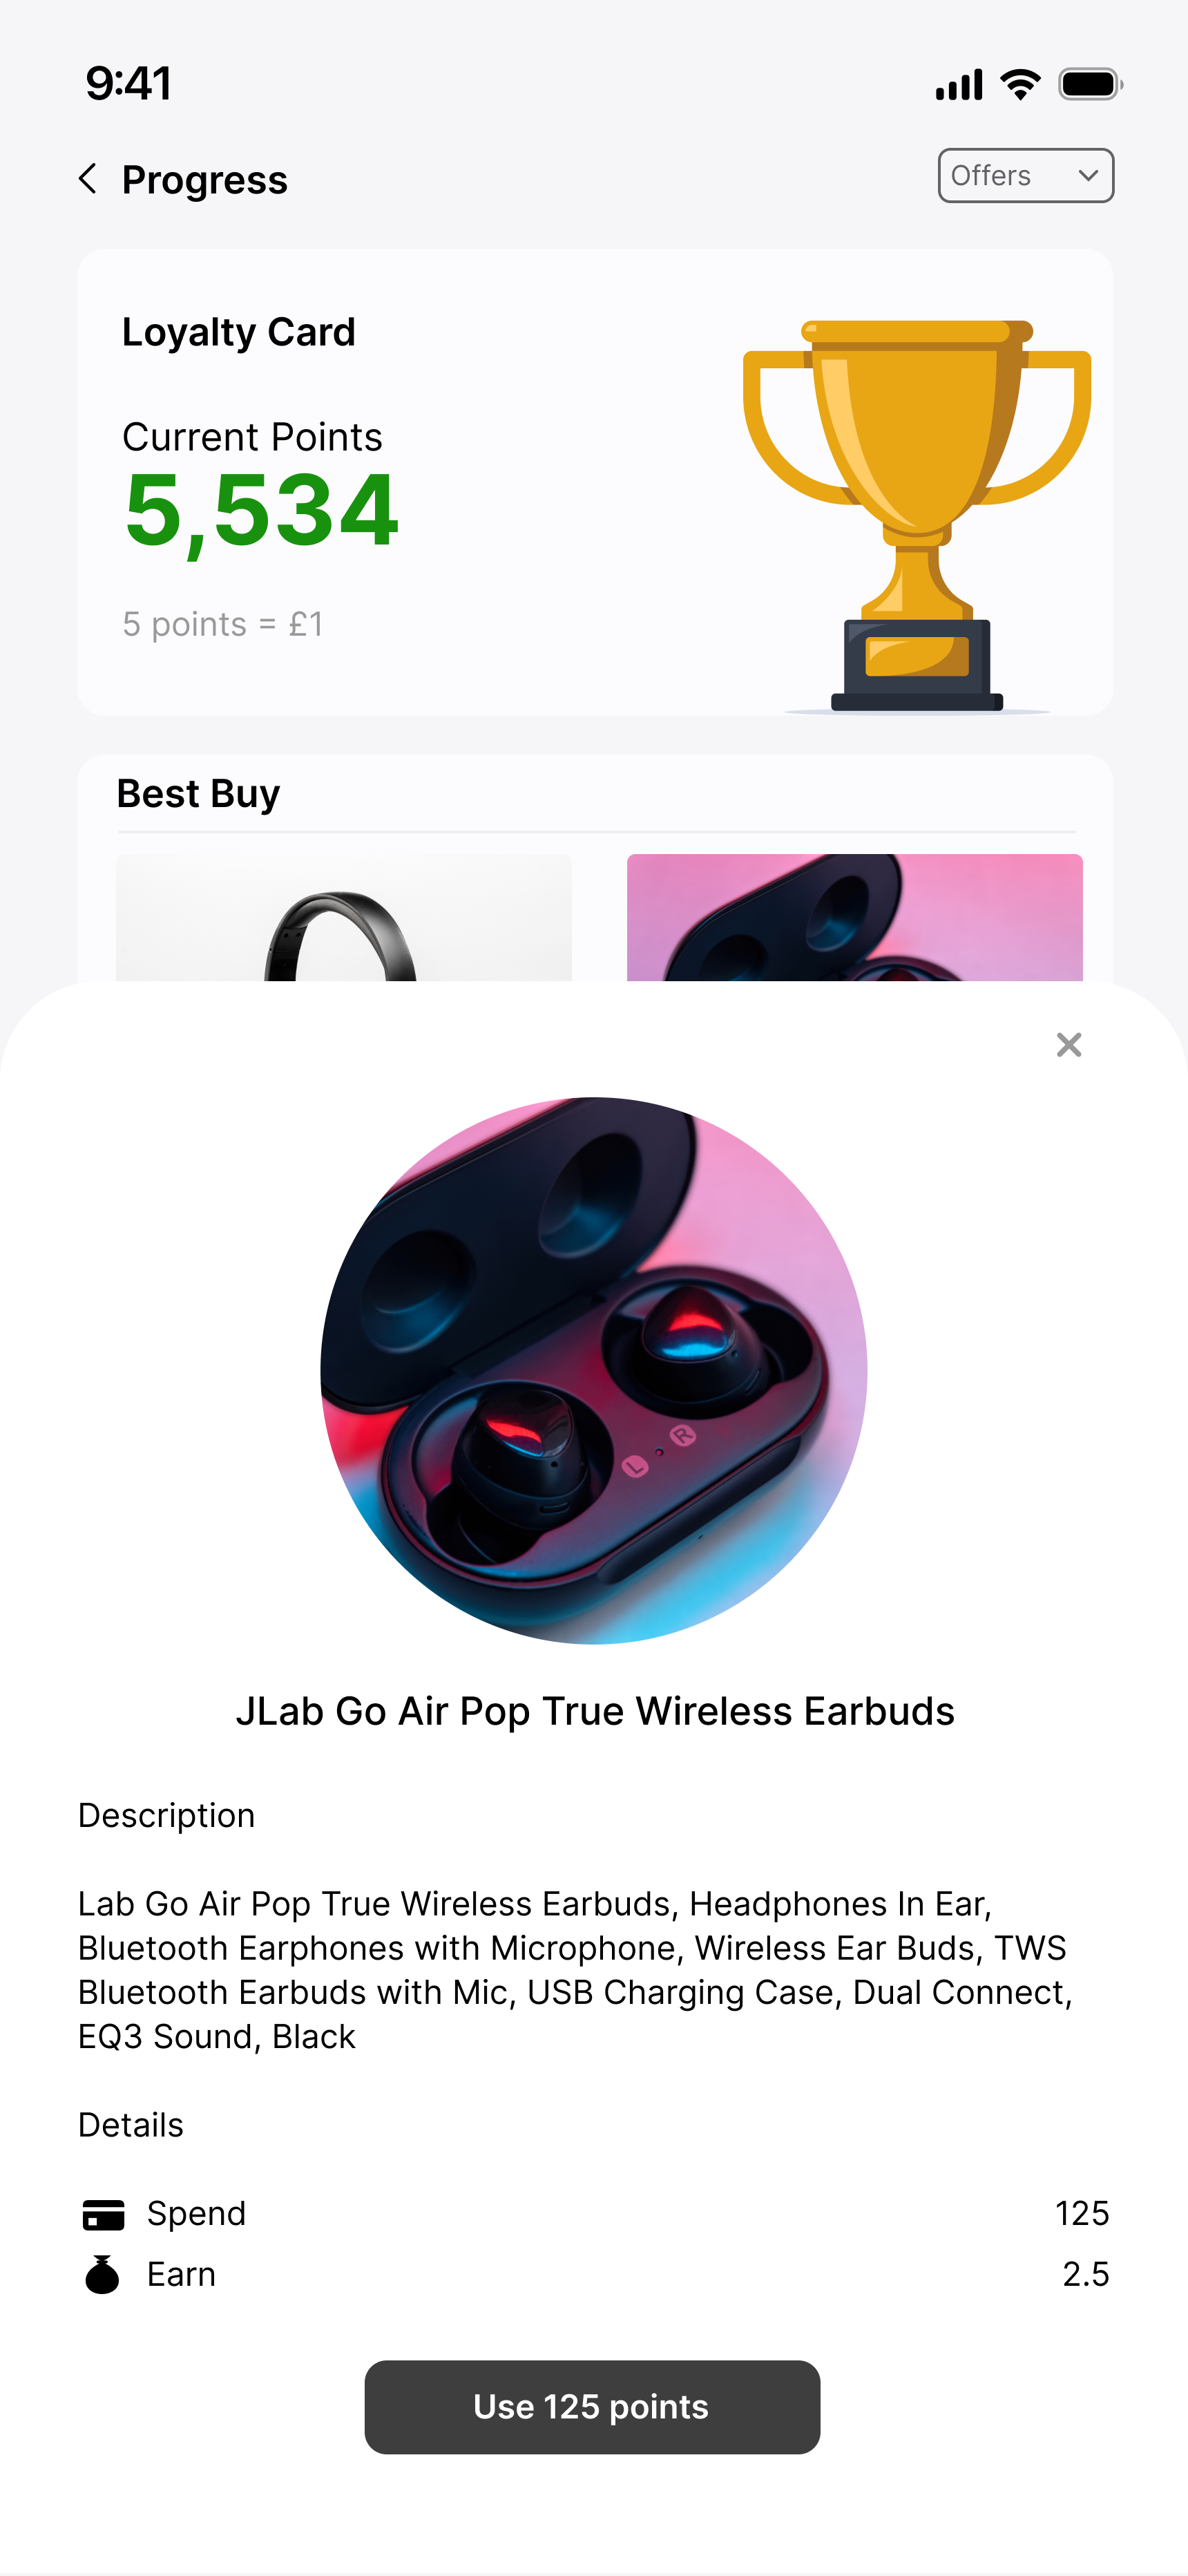 9:41
Progress
Offers
Loyalty Card
Current Points
5,534
5 points = £1
Best Buy
L
R
JLab Go Air Pop True Wireless Earbuds
Description
Lab Go Air Pop True Wireless Earbuds, Headphones In Ear,
Bluetooth Earphones with Microphone, Wireless Ear Buds, TWS
Bluetooth Earbuds with Mic, USB Charging Case, Dual Connect,
EQ3 Sound, Black
Details
Spend 125
Earn 2.5
Use 125 points